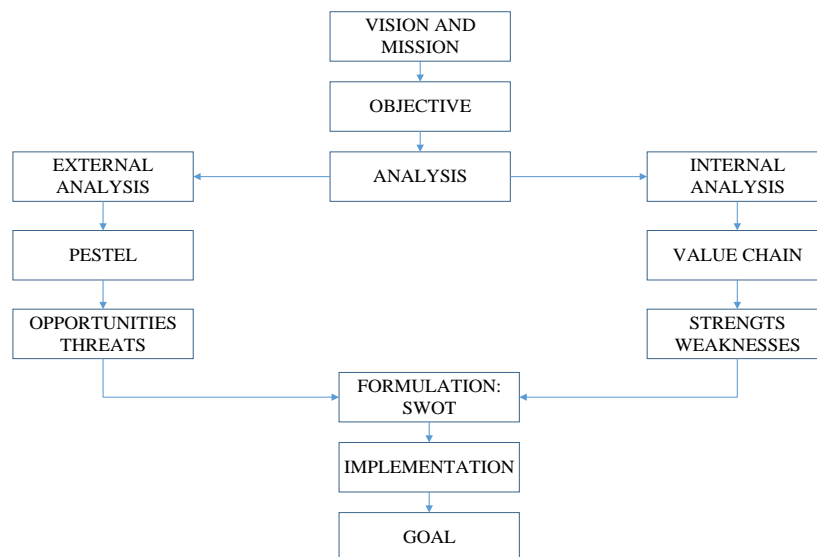 VISION AND
MISSION
OBJECTIVE
EXTERNAL
ANALYSIS
ANALYSIS
INTERNAL
ANALYSIS
PESTEL
VALUE CHAIN
OPPORTUNITIES
THREATS
STRENGTS
WEAKNESSES
FORMULATION:
SWOT
IMPLEMENTATION
GOAL